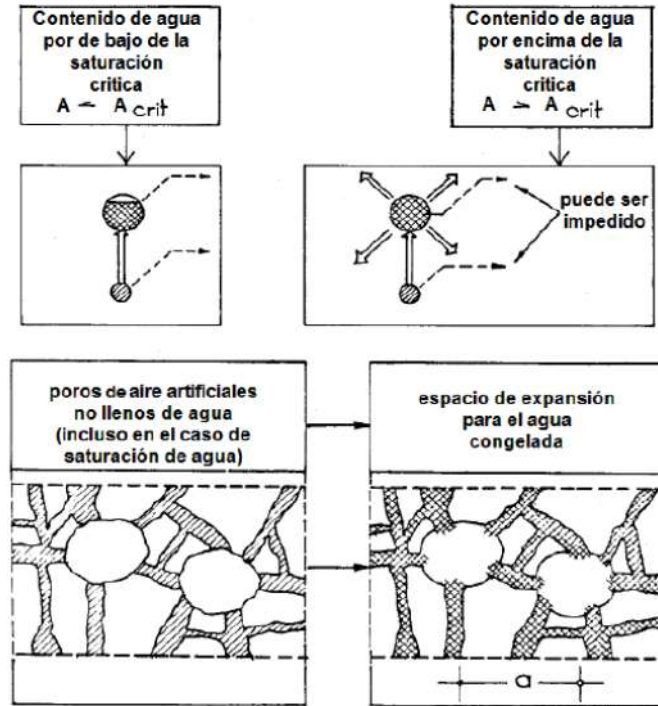 Contenido de agua
por de bajo de la
saturación
critica
A < A crit
Contenido de agua
por encima de la
saturación
critica
A > A crit
puede ser
impedido
poros de aire artificiales
no llenos de agua
(incluso en el caso de
saturación de agua)
espacio de expansión
para el agua
congelada
a